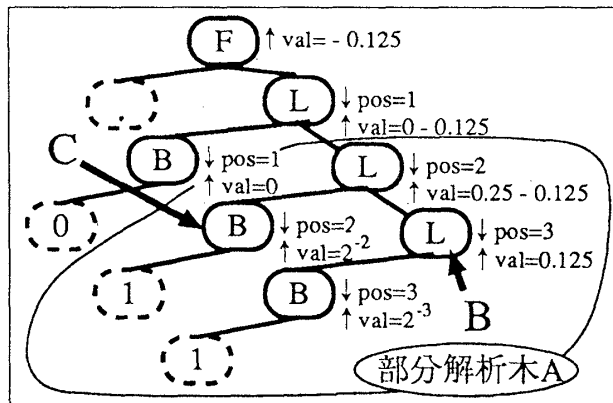 F ↑ val= - 0.125
.
L ↓ pos=1
↑ val=0 - 0.125
C
B ↓ pos=1
↑ val=0
L ↓ pos=2
↑ val=0.25 - 0.125
0
B ↓ pos=2
↑ val=2⁻²
L ↓ pos=3
↑ val=0.125
1
B ↓ pos=3
↑ val=2⁻³
B
1
部分解析木A